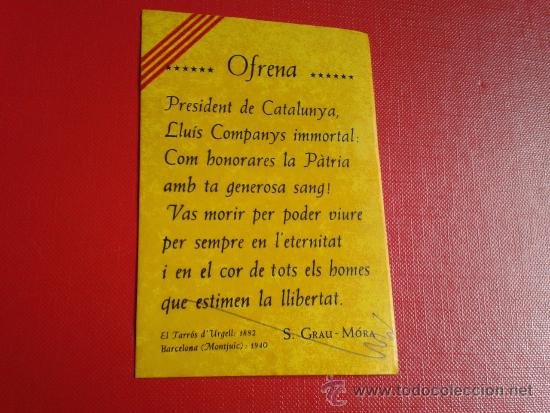 ****** Ofrena ******
President de Catalunya,
Lluís Companys immortal:
Com honorares la Pàtria
amb ta generosa sang!
Vas morir per poder viure
per sempre en l'eternitat
i en el cor de tots els homes
que estimen la llibertat.
El Tarrós d'Urgell: 1882
Barcelona (Montjuïc): 1940
S. GRAU-MÓRA
© www.todocoleccion.net